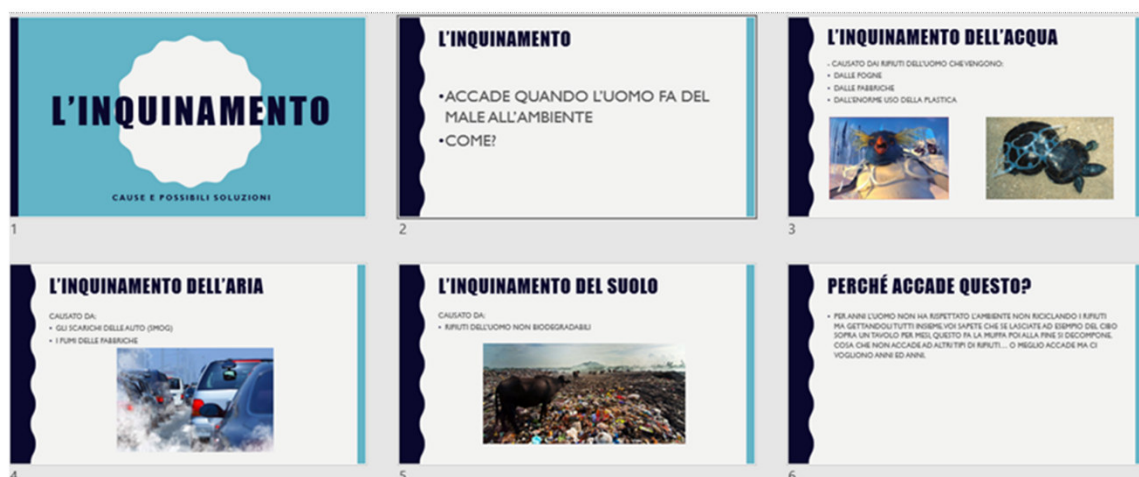 L'INQUINAMENTO
CAUSE E POSSIBILI SOLUZIONI
1
L'INQUINAMENTO
•ACCADE QUANDO L'UOMO FA DEL
MALE ALL'AMBIENTE
•COME?
2
L'INQUINAMENTO DELL'ACQUA
- CAUSATO DAI RIFIUTI DELL'UOMO CHE VENGONO:
• DALLE FOGNE
• DALLE FABBRICHE
• DALL'ENORME USO DELLA PLASTICA
3
L'INQUINAMENTO DELL'ARIA
CAUSATO DA:
• GLI SCARICHI DELLE AUTO (SMOG)
• I FUMI DELLE FABBRICHE
4
L'INQUINAMENTO DEL SUOLO
CAUSATO DA:
• RIFIUTI DELL'UOMO NON BIODEGRADABILI
5
PERCHÉ ACCADE QUESTO?
• PER ANNI L'UOMO NON HA RISPETTATO L'AMBIENTE NON RICICLANDO I RIFIUTI
MA GETTANDOLI TUTTI INSIEME. VOI SAPETE CHE SE LASCIATE AD ESEMPIO DEL CIBO
SOPRA UN TAVOLO PER MESI, QUESTO FA LA MUFFA POI ALLA FINE SI DECOMPONE.
COSA CHE NON ACCADE AD ALTRI TIPI DI RIFIUTI... O MEGLIO ACCADE MA CI
VOGLIONO ANNI ED ANNI.
6